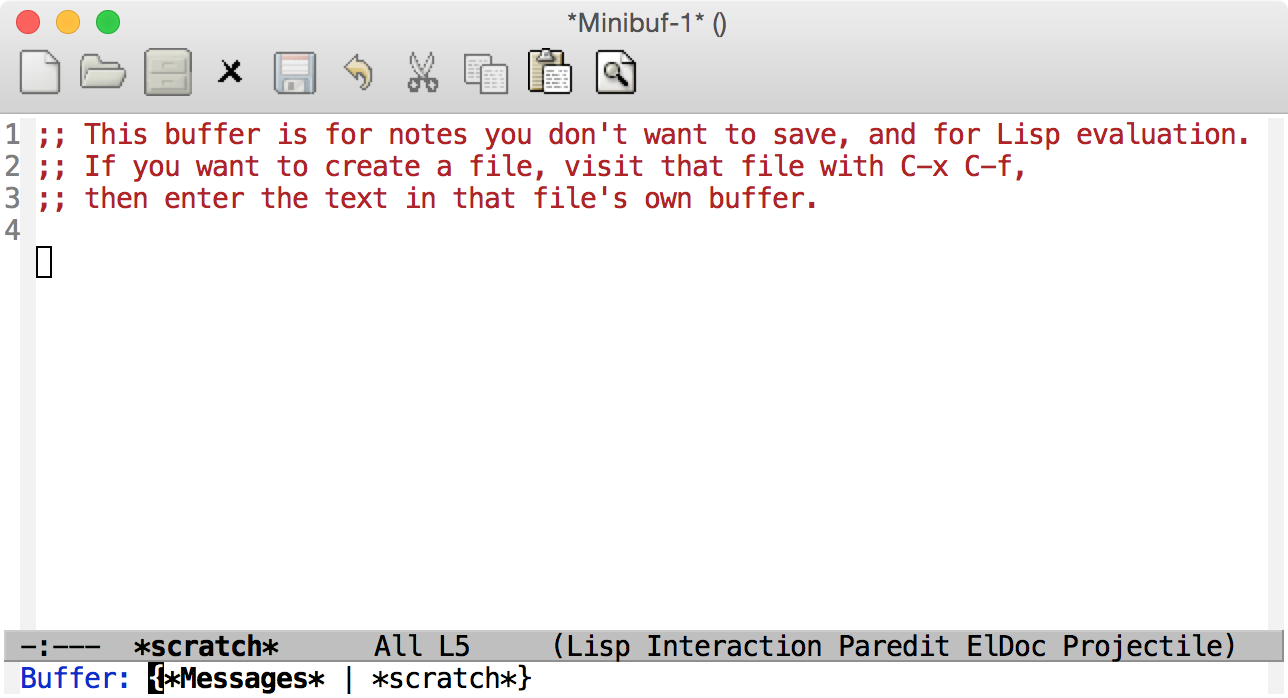 *Minibuf-1* ()
1 ;; This buffer is for notes you don't want to save, and for Lisp evaluation.
2 ;; If you want to create a file, visit that file with C-x C-f,
3 ;; then enter the text in that file's own buffer.
4
-:--- *scratch* All L5 (Lisp Interaction Paredit ElDoc Projectile)
Buffer: {*Messages* | *scratch*}